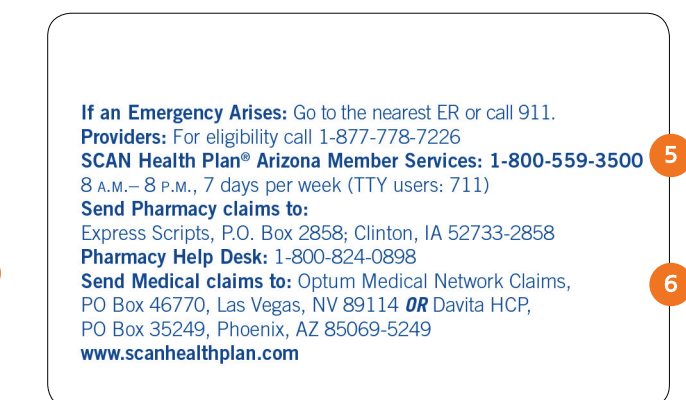 If an Emergency Arises: Go to the nearest ER or call 911.
Providers: For eligibility call 1-877-778-7226
SCAN Health Plan® Arizona Member Services: 1-800-559-3500
5
8 A.M.– 8 P.M., 7 days per week (TTY users: 711)
Send Pharmacy claims to:
Express Scripts, P.O. Box 2858; Clinton, IA 52733-2858
Pharmacy Help Desk: 1-800-824-0898
Send Medical claims to: Optum Medical Network Claims,
6
PO Box 46770, Las Vegas, NV 89114 OR Davita HCP,
PO Box 35249, Phoenix, AZ 85069-5249
www.scanhealthplan.com